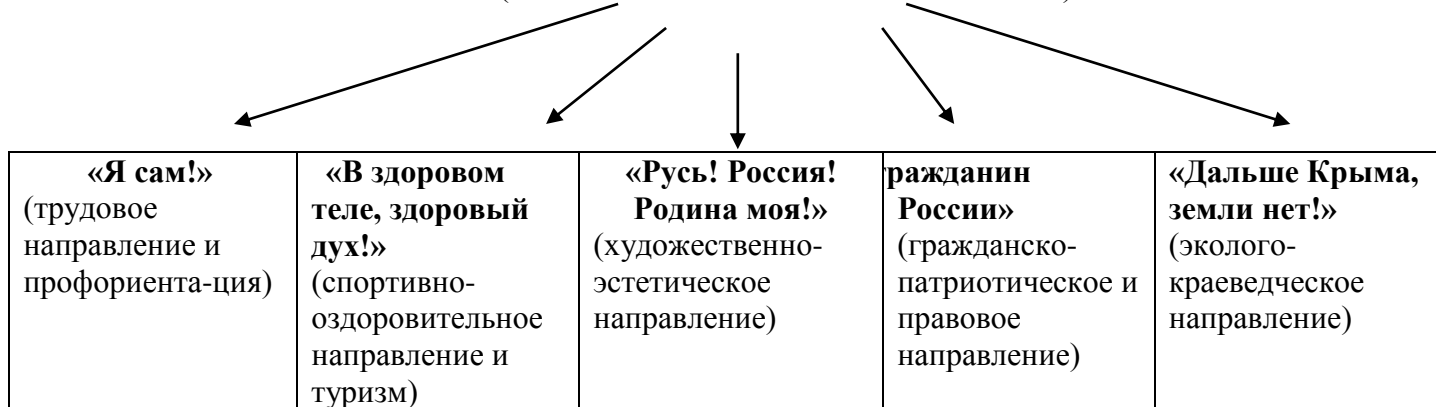 «Я сам!»
(трудовое
направление и
профориента-ция)
«В здоровом
теле, здоровый
дух!»
(спортивно-
оздоровительное
направление и
туризм)
«Русь! Россия!
Родина моя!»
(художественно-
эстетическое
направление)
ражданин
России»
(гражданско-
патриотическое и
правовое
направление)
«Дальше Крыма,
земли нет!»
(эколого-
краеведческое
направление)